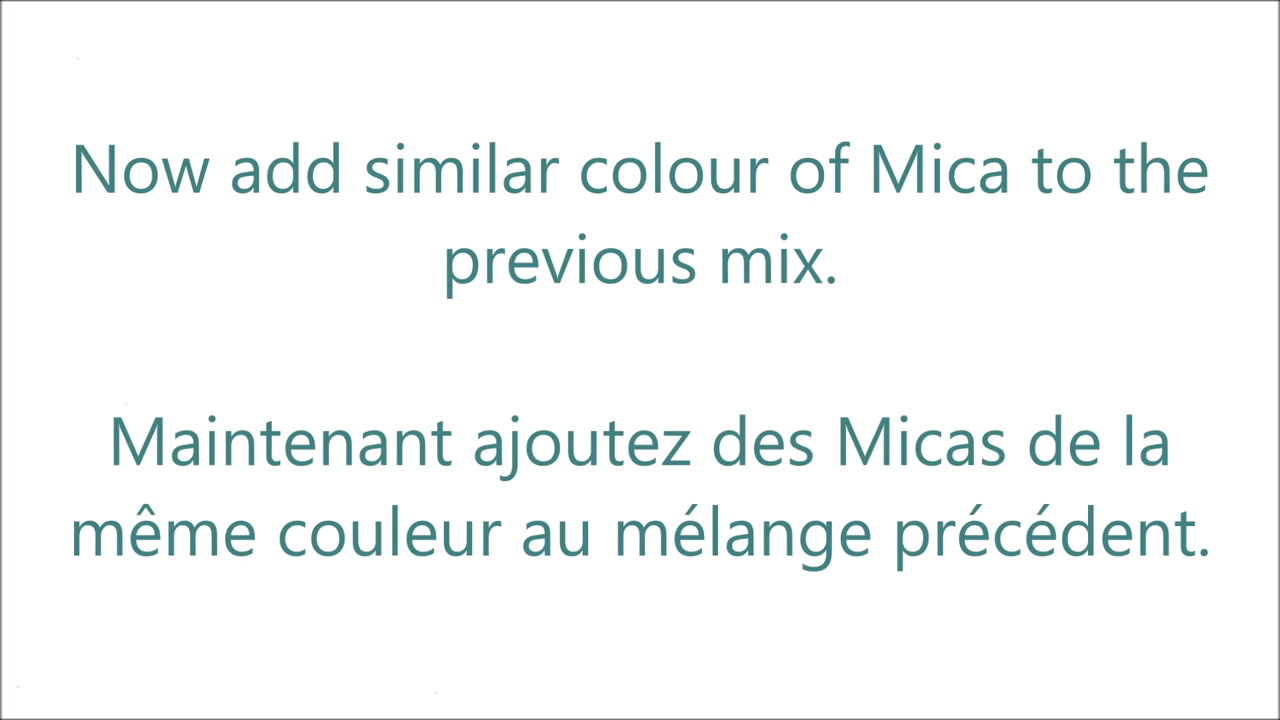 Now add similar colour of Mica to the
previous mix.
Maintenant ajoutez des Micas de la
même couleur au mélange précédent.